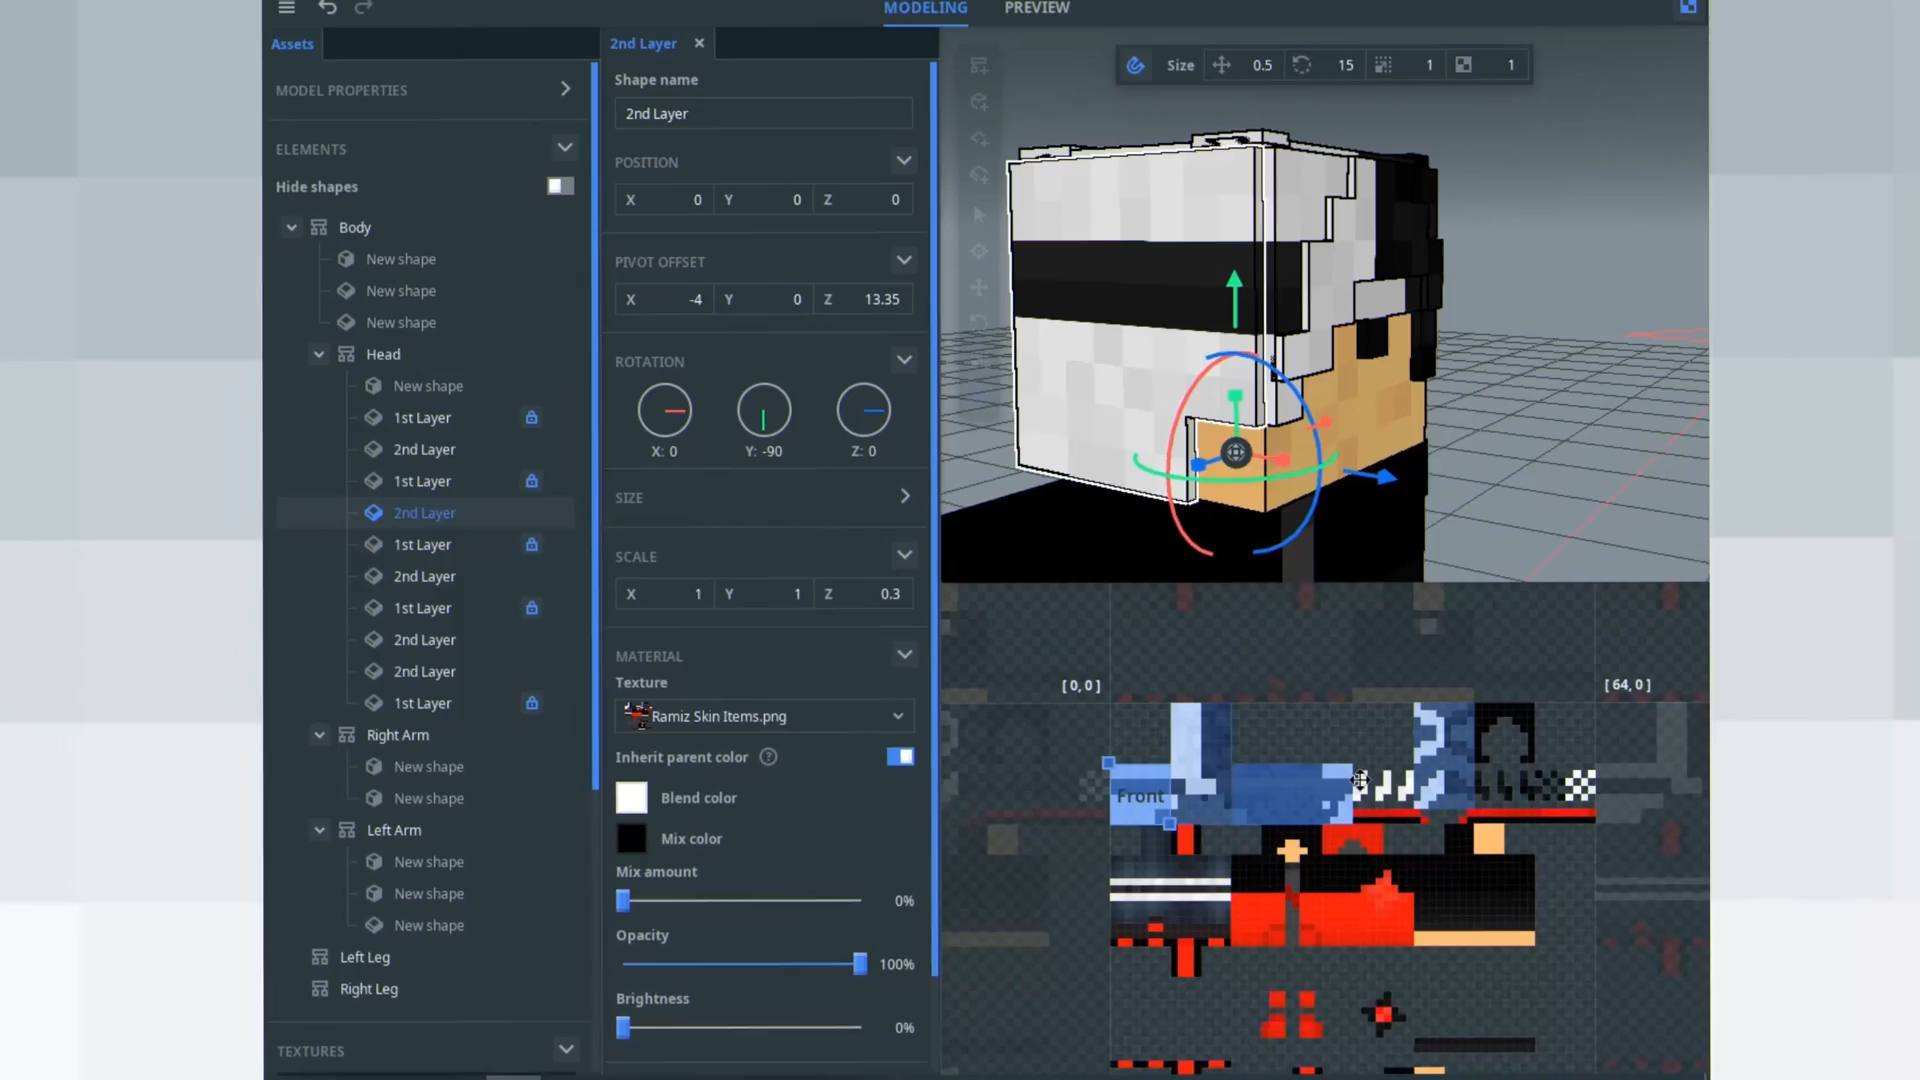 MODELING
PREVIEW
Assets
2nd Layer
MODEL PROPERTIES
ELEMENTS
Hide shapes
Body
New shape
New shape
New shape
Head
New shape
1st Layer
2nd Layer
1st Layer
2nd Layer
1st Layer
2nd Layer
1st Layer
2nd Layer
2nd Layer
1st Layer
Right Arm
New shape
New shape
Left Arm
New shape
New shape
New shape
Left Leg
Right Leg
TEXTURES
Shape name
2nd Layer
POSITION
X 0 Y 0 Z 0
PIVOT OFFSET
X -4 Y 0 Z 13.35
ROTATION
X: 0 Y: -90 Z: 0
SIZE
SCALE
X 1 Y 1 Z 0.3
MATERIAL
Texture
Ramiz Skin Items.png
Inherit parent color ?
Blend color
Mix color
Mix amount
0%
Opacity
100%
Brightness
0%
Size 0.5 15 1 1
[ 0, 0 ]
[ 64, 0 ]
Front